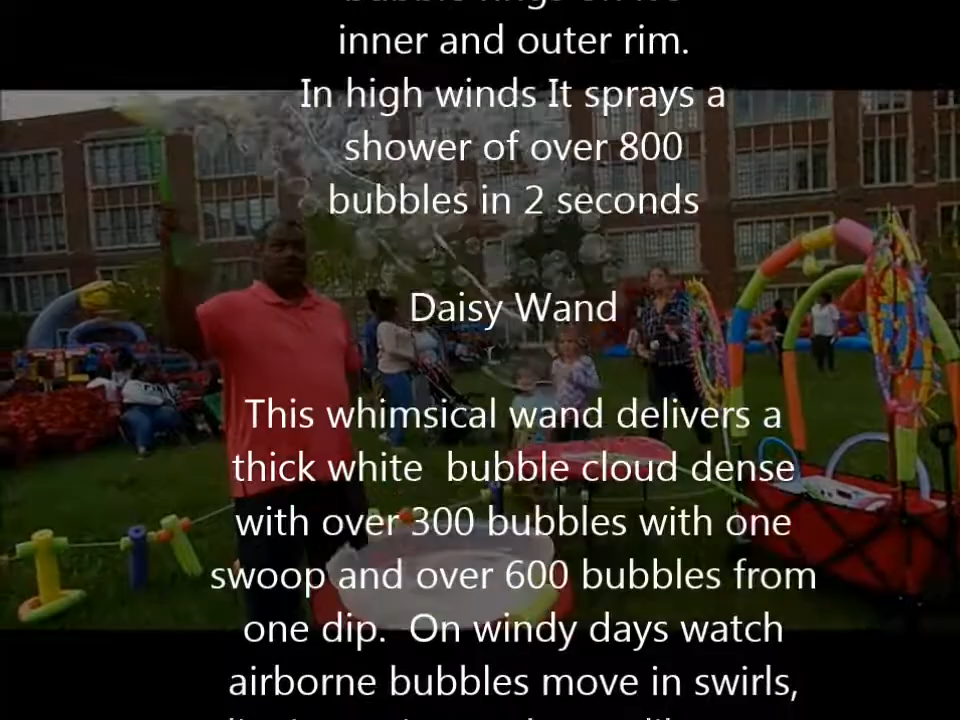 inner and outer rim.
In high winds It sprays a
shower of over 800
bubbles in 2 seconds
Daisy Wand
This whimsical wand delivers a
thick white bubble cloud dense
with over 300 bubbles with one
swoop and over 600 bubbles from
one dip. On windy days watch
airborne bubbles move in swirls,